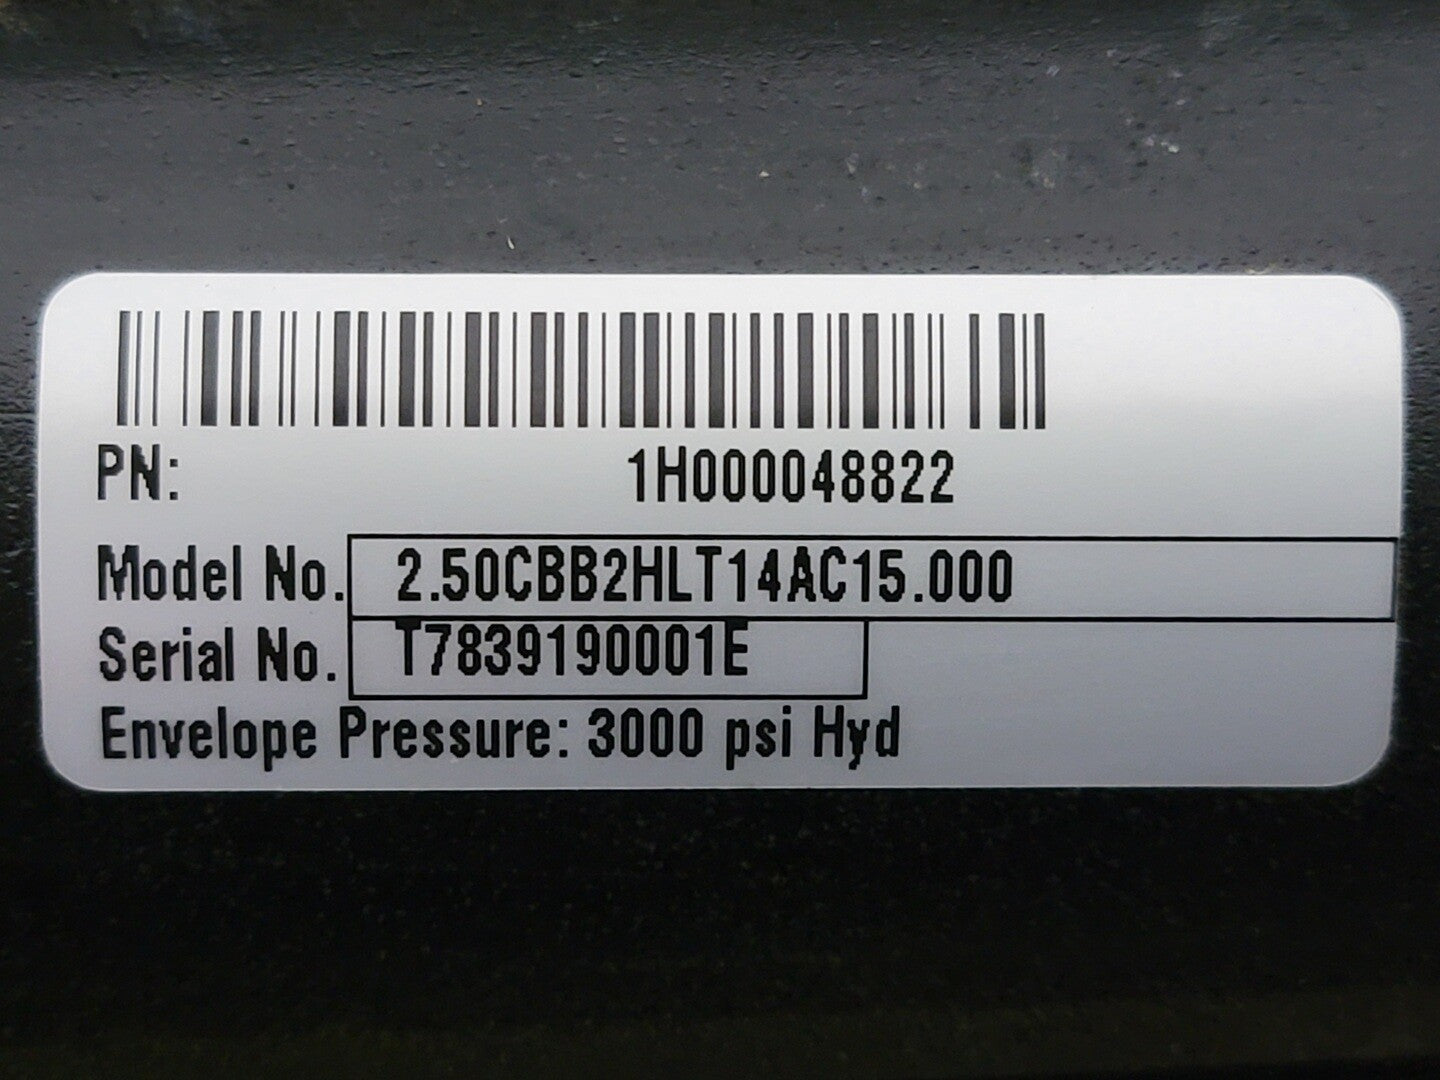 PN: 1H000048822
Model No. 2.50CBB2HLT14AC15.000
Serial No. T7839190001E
Envelope Pressure: 3000 psi Hyd